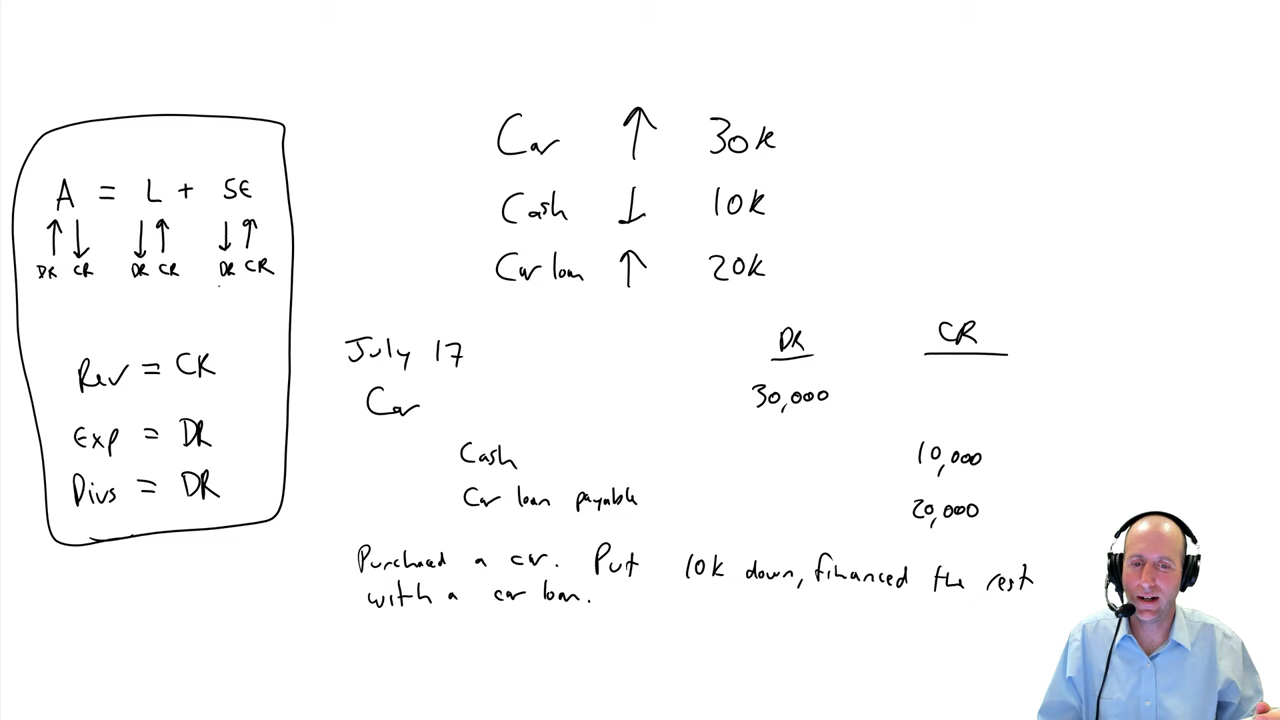 A = L + SE
DR CR DR CR DR CR
Rev = CR
Exp = DR
Divs = DR
Car ↑ 30k
Cash ↓ 10k
Car loan ↑ 20k
DR CR
July 17
Car 30,000
Cash 10,000
Car loan payable 20,000
Purchased a car. Put 10k down, financed the rest
with a car loan.